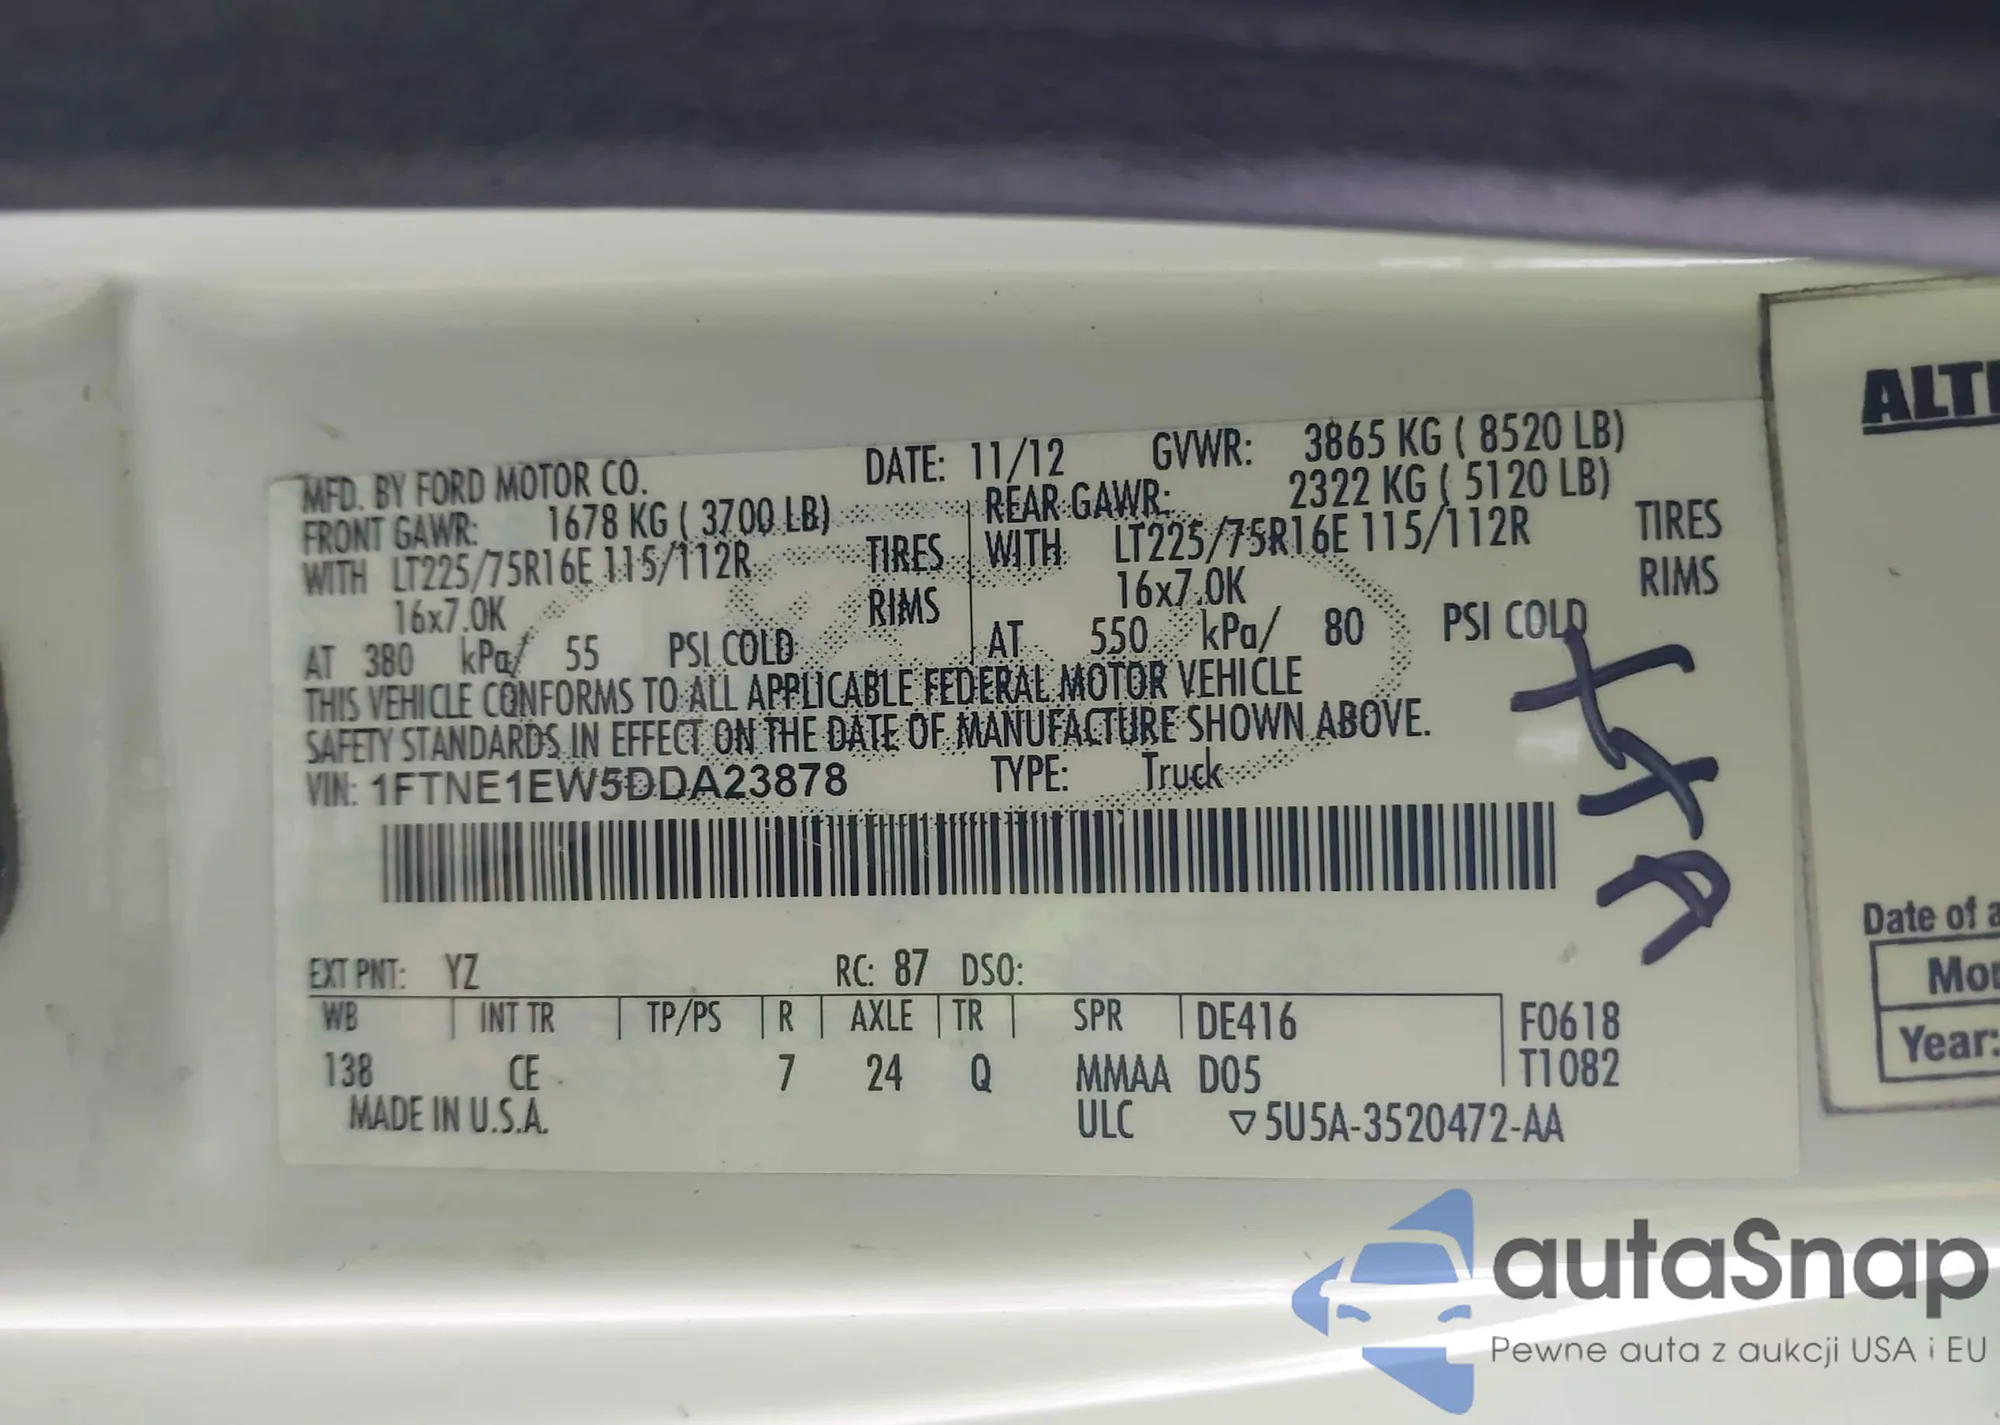 MFD. BY FORD MOTOR CO. DATE: 11/12 GVWR: 3865 KG ( 8520 LB)
FRONT GAWR: 1678 KG ( 3700 LB) REAR GAWR: 2322 KG ( 5120 LB)
WITH LT225/75R16E 115/112R TIRES WITH LT225/75R16E 115/112R TIRES
16x7.0K RIMS 16x7.0K RIMS
AT 380 kPa/ 55 PSI COLD AT 550 kPa/ 80 PSI COLD
THIS VEHICLE CONFORMS TO ALL APPLICABLE FEDERAL MOTOR VEHICLE
SAFETY STANDARDS IN EFFECT ON THE DATE OF MANUFACTURE SHOWN ABOVE.
VIN: 1FTNE1EW5DDA23878 TYPE: Truck
EXT PNT: YZ RC: 87 DSO:
WB INT TR TP/PS R AXLE TR SPR DE416 F0618
138 CE 7 24 Q MMAA D05 T1082
MADE IN U.S.A. ULC ▽5U5A-3520472-AA
Date of
Year:
autaSnap
Pewne auta z aukcji USA i EU